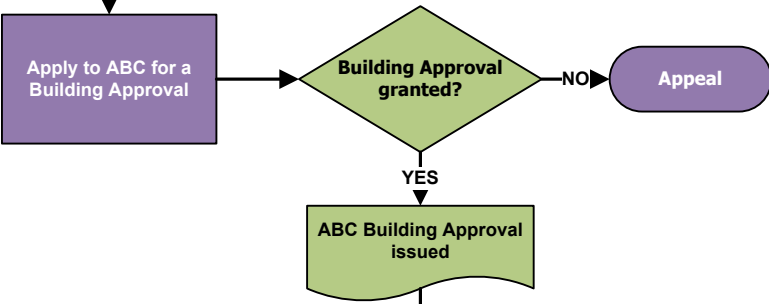 Apply to ABC for a
Building Approval
Building Approval
granted?
NO
Appeal
YES
ABC Building Approval
issued